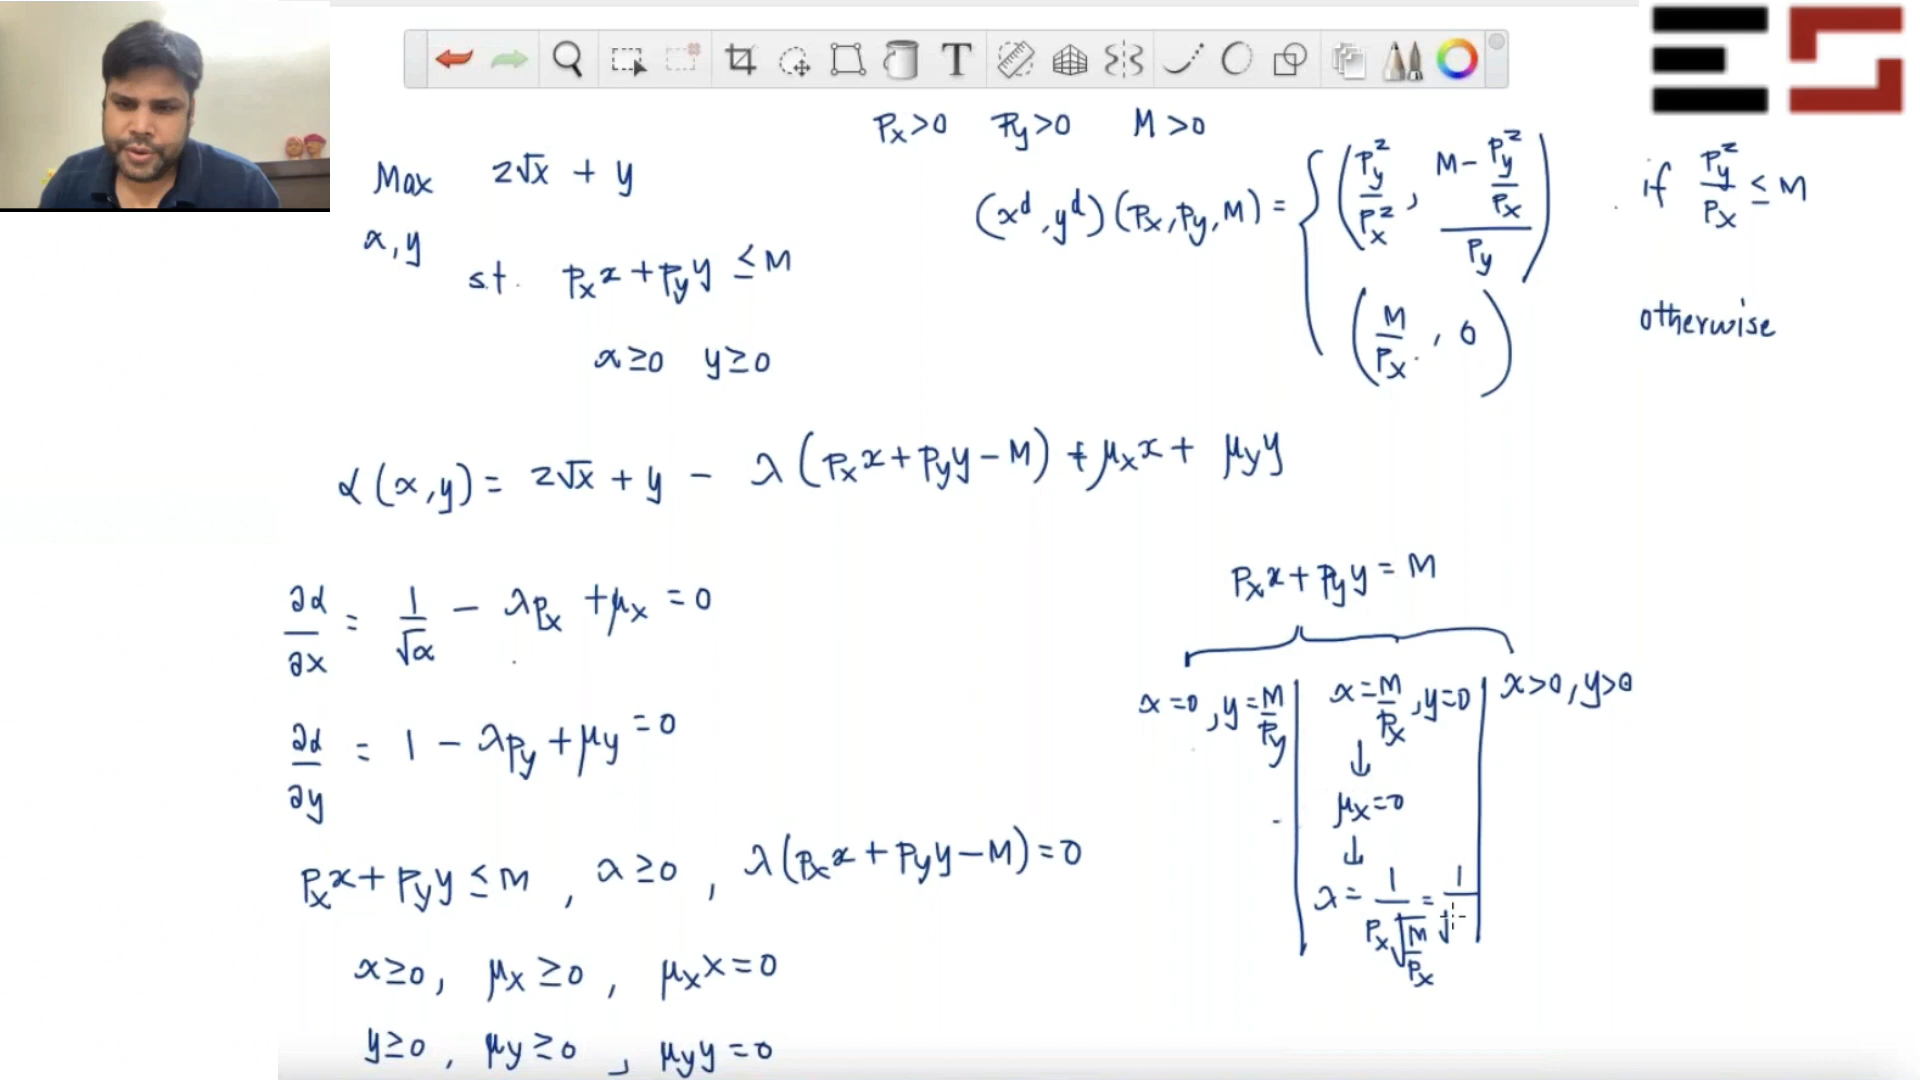 ES
T
Px>0 Py>0 M>0
Max 2√x + y
x,y
s.t. Pxx + Pyy ≤ M
x≥0 y≥0
(x^d, y^d)(Px, Py, M) = { (Py²/Px², (M - Py²/Px)/Py) if Py²/Px ≤ M
(M/Px, 0) otherwise
L(x,y) = 2√x + y - λ(Pxx + Pyy - M) + μxx + μyy
∂L/∂x = 1/√x - λPx + μx = 0
∂L/∂y = 1 - λPy + μy = 0
Pxx + Pyy ≤ M, λ≥0, λ(Pxx + Pyy - M) = 0
x≥0, μx≥0, μxx=0
y≥0, μy≥0, μyy=0
Pxx + Pyy = M
x=0, y=M/Py | x=M/Px, y=0 | x>0, y>0
↓
μx=0
↓
λ = 1/(Px√(M/Px)) = 1/√